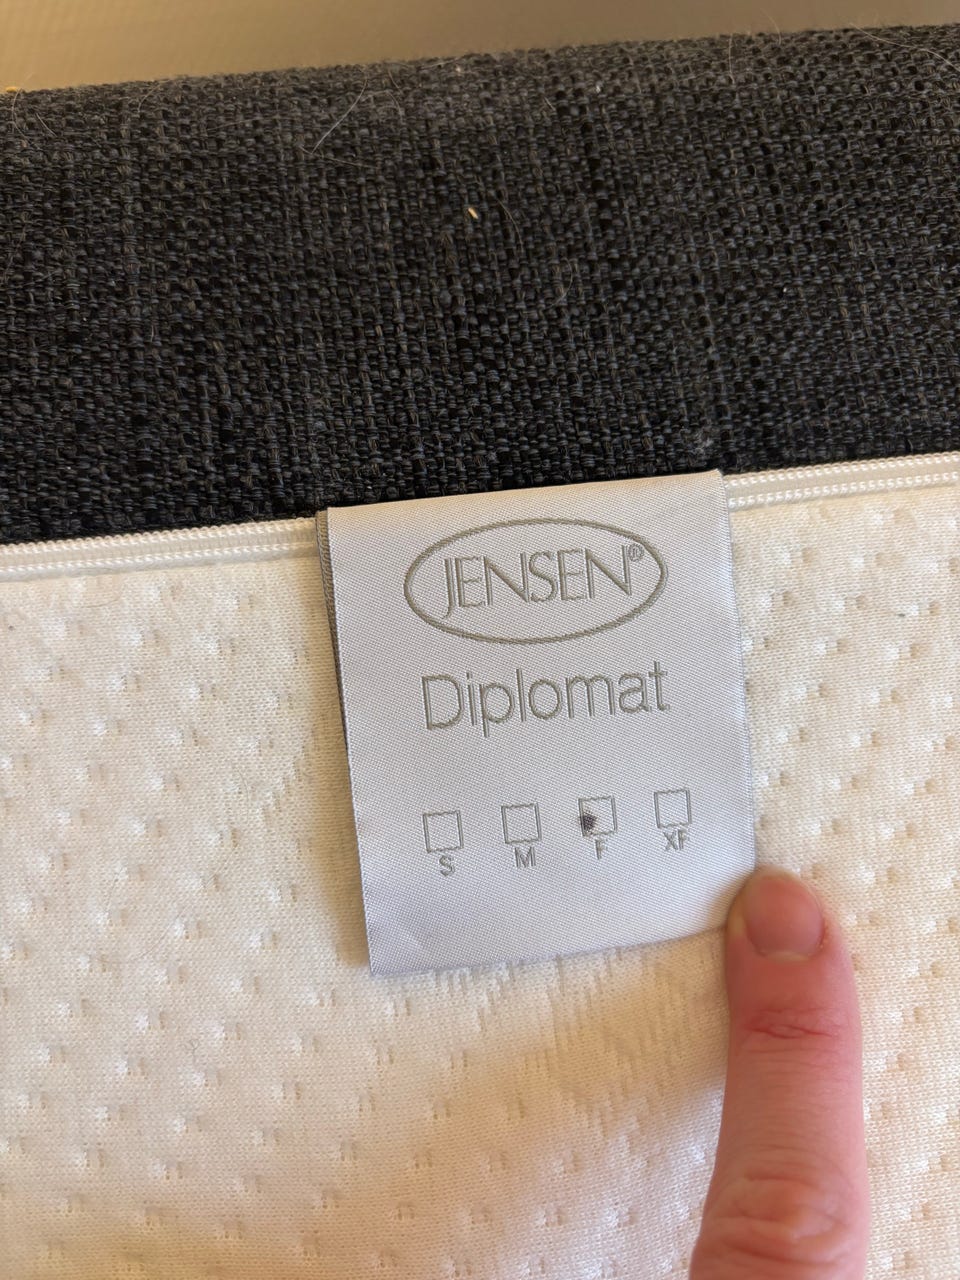 JENSEN®
Diplomat
S M F XF